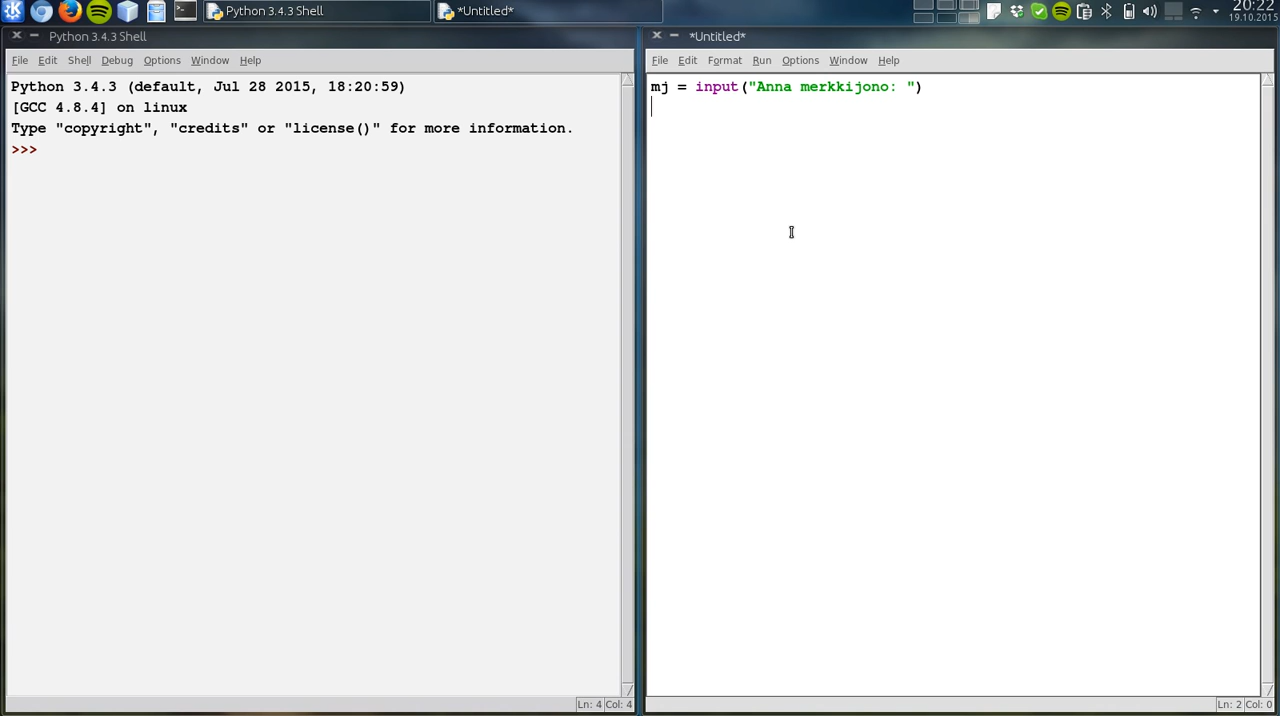 Python 3.4.3 Shell
*Untitled*
20:22
19.10.2015
Python 3.4.3 Shell
File Edit Shell Debug Options Window Help
Python 3.4.3 (default, Jul 28 2015, 18:20:59)
[GCC 4.8.4] on linux
Type "copyright", "credits" or "license()" for more information.
>>>
Ln: 4 Col: 4
*Untitled*
File Edit Format Run Options Window Help
mj = input("Anna merkkijono: ")
Ln: 2 Col: 0